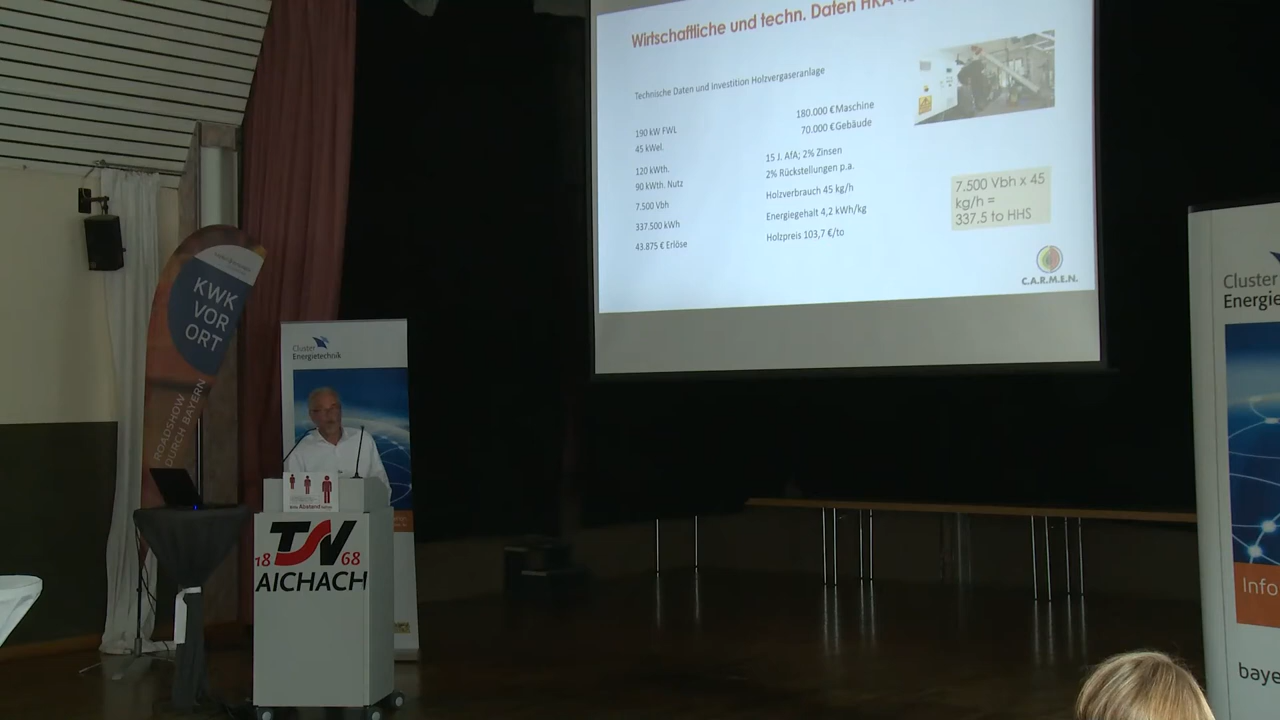 Wirtschaftliche und techn. Daten HKA
Technische Daten und Investition Holzvergaseranlage
190 kW FWL
45 kWel.
120 kWth.
90 kWth. Nutz
7.500 Vbh
337.500 kWh
43.875 € Erlöse
180.000 € Maschine
70.000 € Gebäude
15 J. AfA; 2% Zinsen
2% Rückstellungen p.a.
Holzverbrauch 45 kg/h
Energiegehalt 4,2 kWh/kg
Holzpreis 103,7 €/to
7.500 Vbh x 45
kg/h =
337,5 to HHS
C.A.R.M.E.N.
KWK
VOR
ORT
ROADSHOW
DURCH BAYERN
Cluster
Energietechnik
Abstand
TSV
1868
AICHACH
Cluster
Energie
Info
baye